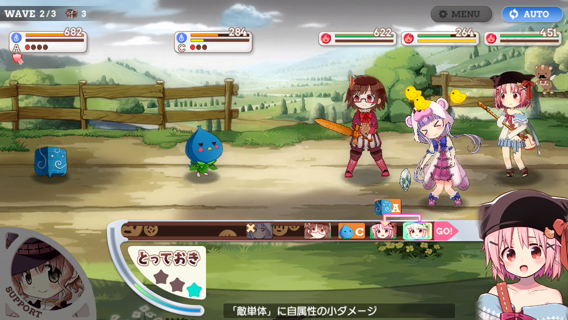 WAVE 2/3 3
MENU
AUTO
682
A
284
C
622
264
451
A
C
GO!
とっておき
SUPPORT
「敵単体」に自属性の小ダメージ